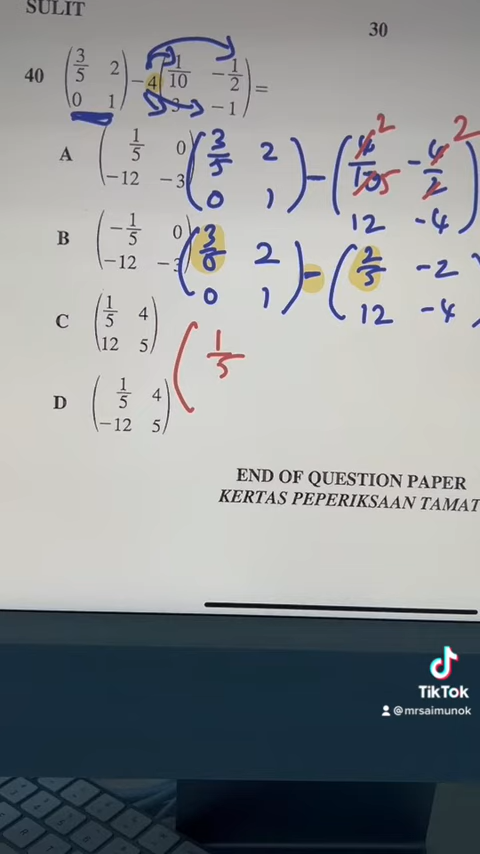 SULIT
30
40 (3/5 2) − 4 (1/10 −1/2) =
(0 1) (3 −1)
A (1/5 0)
(−12 −3)
(3/5 2) − (4/10 −4/2)
(0 1) (12 −4)
2 2
5
B (−1/5 0)
(−12 −3)
(3/5 2) − (2/5 −2)
(0 1) (12 −4)
C (1/5 4)
(12 5)
(1/5
D (1/5 4)
(−12 5)
END OF QUESTION PAPER
KERTAS PEPERIKSAAN TAMAT
TikTok
@mrsaimunok